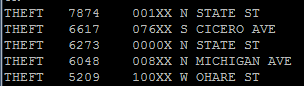 THEFT 7874 001XX N STATE ST
THEFT 6617 076XX S CICERO AVE
THEFT 6273 0000X N STATE ST
THEFT 6048 008XX N MICHIGAN AVE
THEFT 5209 100XX W OHARE ST